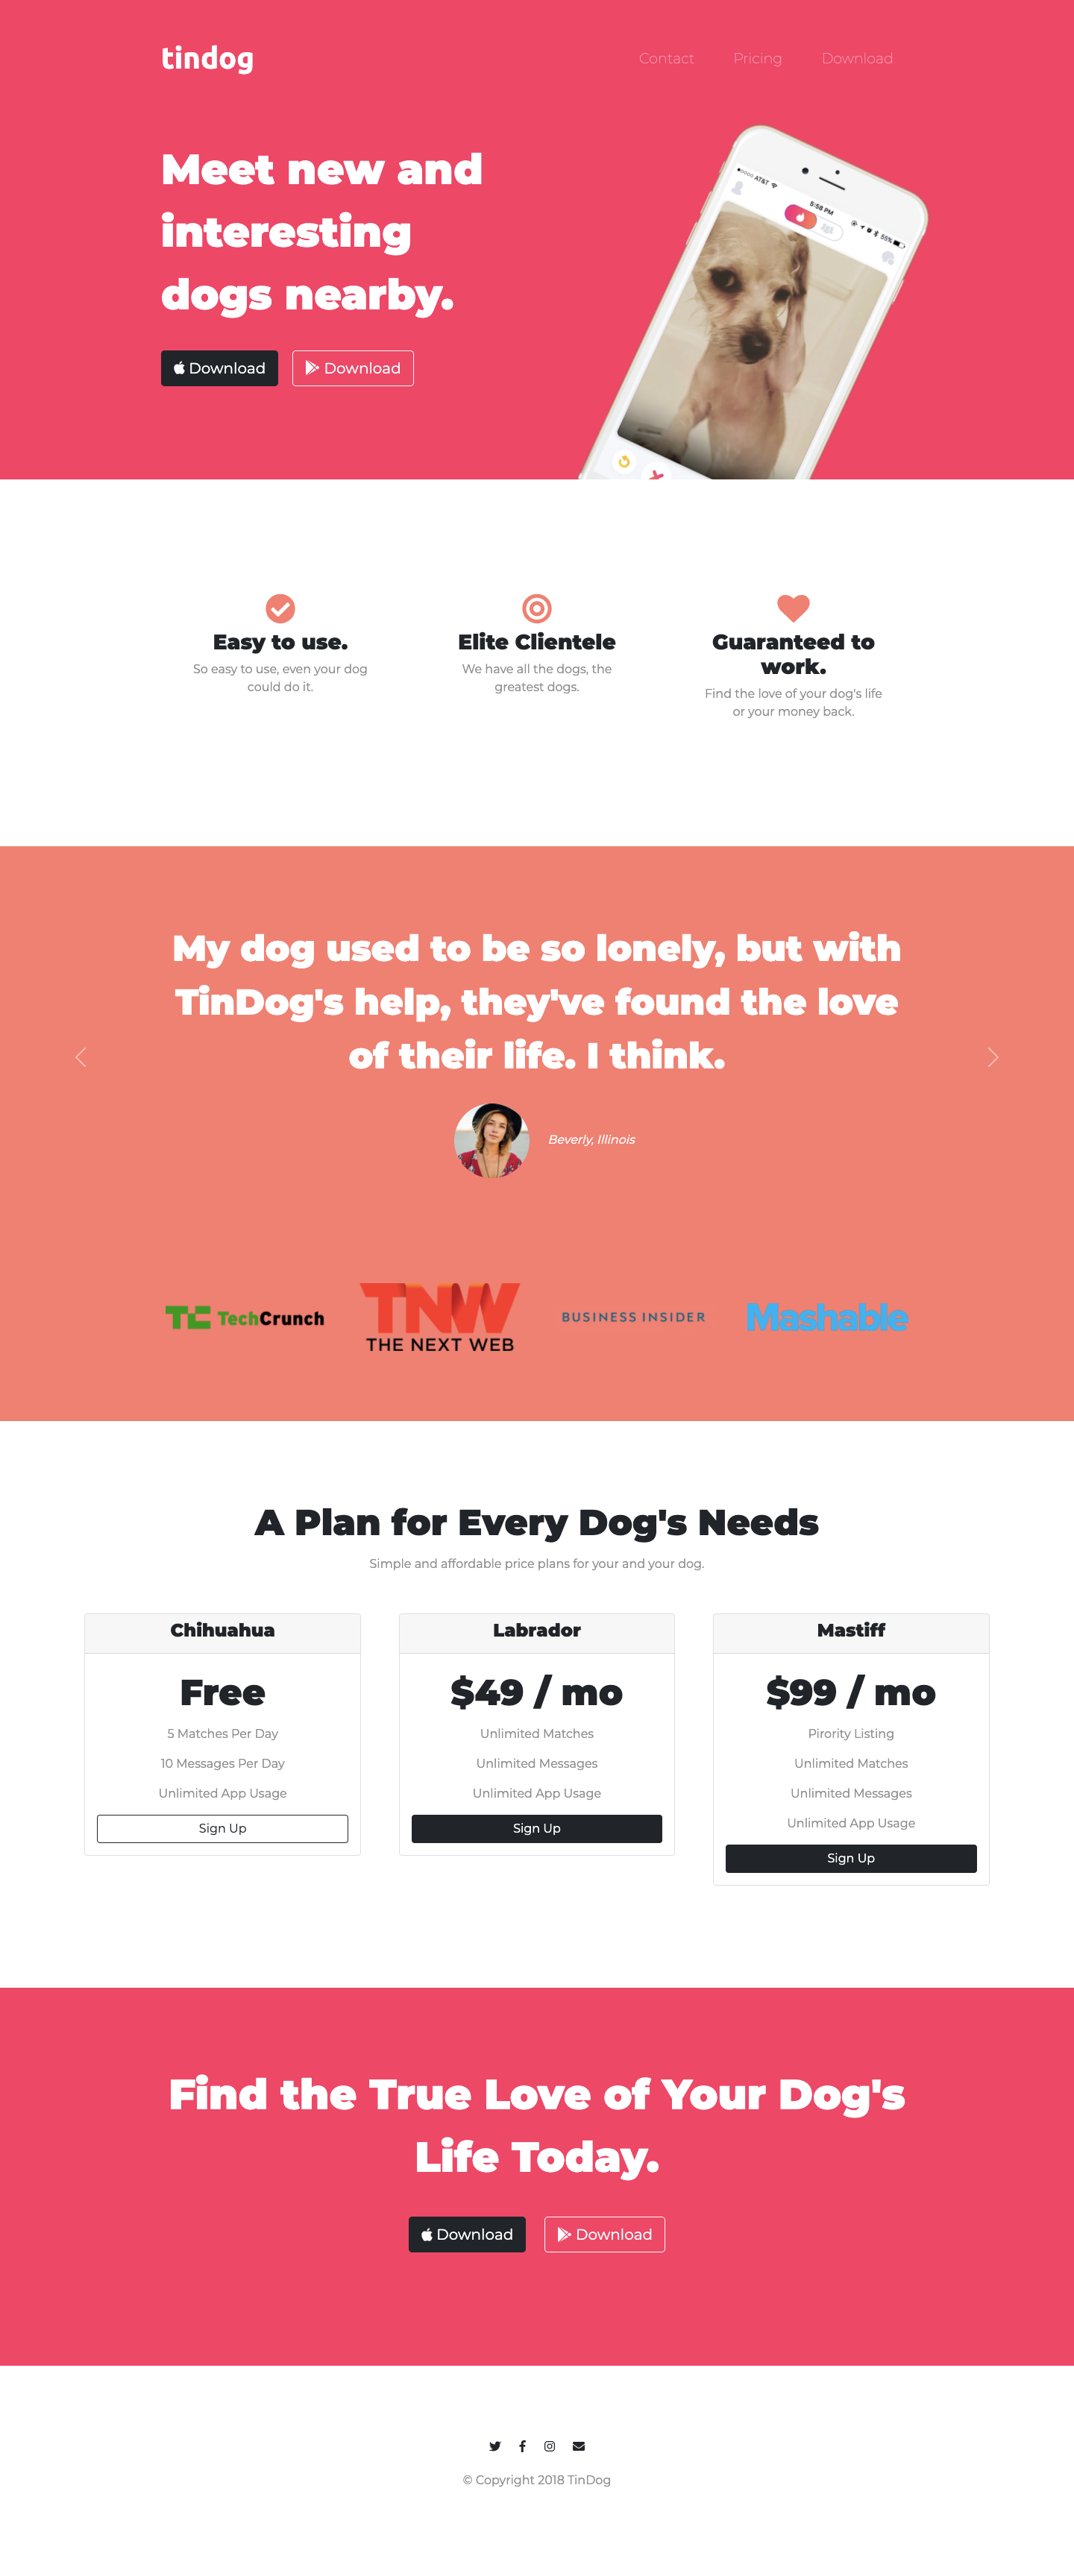 tindog
Contact
Pricing
Download
Meet new and
interesting
dogs nearby.
Download
Download
AT&T
5:58 PM
55%
Easy to use.
So easy to use, even your dog
could do it.
Elite Clientele
We have all the dogs, the
greatest dogs.
Guaranteed to
work.
Find the love of your dog's life
or your money back.
My dog used to be so lonely, but with
TinDog's help, they've found the love
of their life. I think.
Beverly, Illinois
TC TechCrunch
TNW
THE NEXT WEB
BUSINESS INSIDER
Mashable
A Plan for Every Dog's Needs
Simple and affordable price plans for your and your dog.
Chihuahua
Free
5 Matches Per Day
10 Messages Per Day
Unlimited App Usage
Sign Up
Labrador
$49 / mo
Unlimited Matches
Unlimited Messages
Unlimited App Usage
Sign Up
Mastiff
$99 / mo
Pirority Listing
Unlimited Matches
Unlimited Messages
Unlimited App Usage
Sign Up
Find the True Love of Your Dog's
Life Today.
Download
Download
© Copyright 2018 TinDog